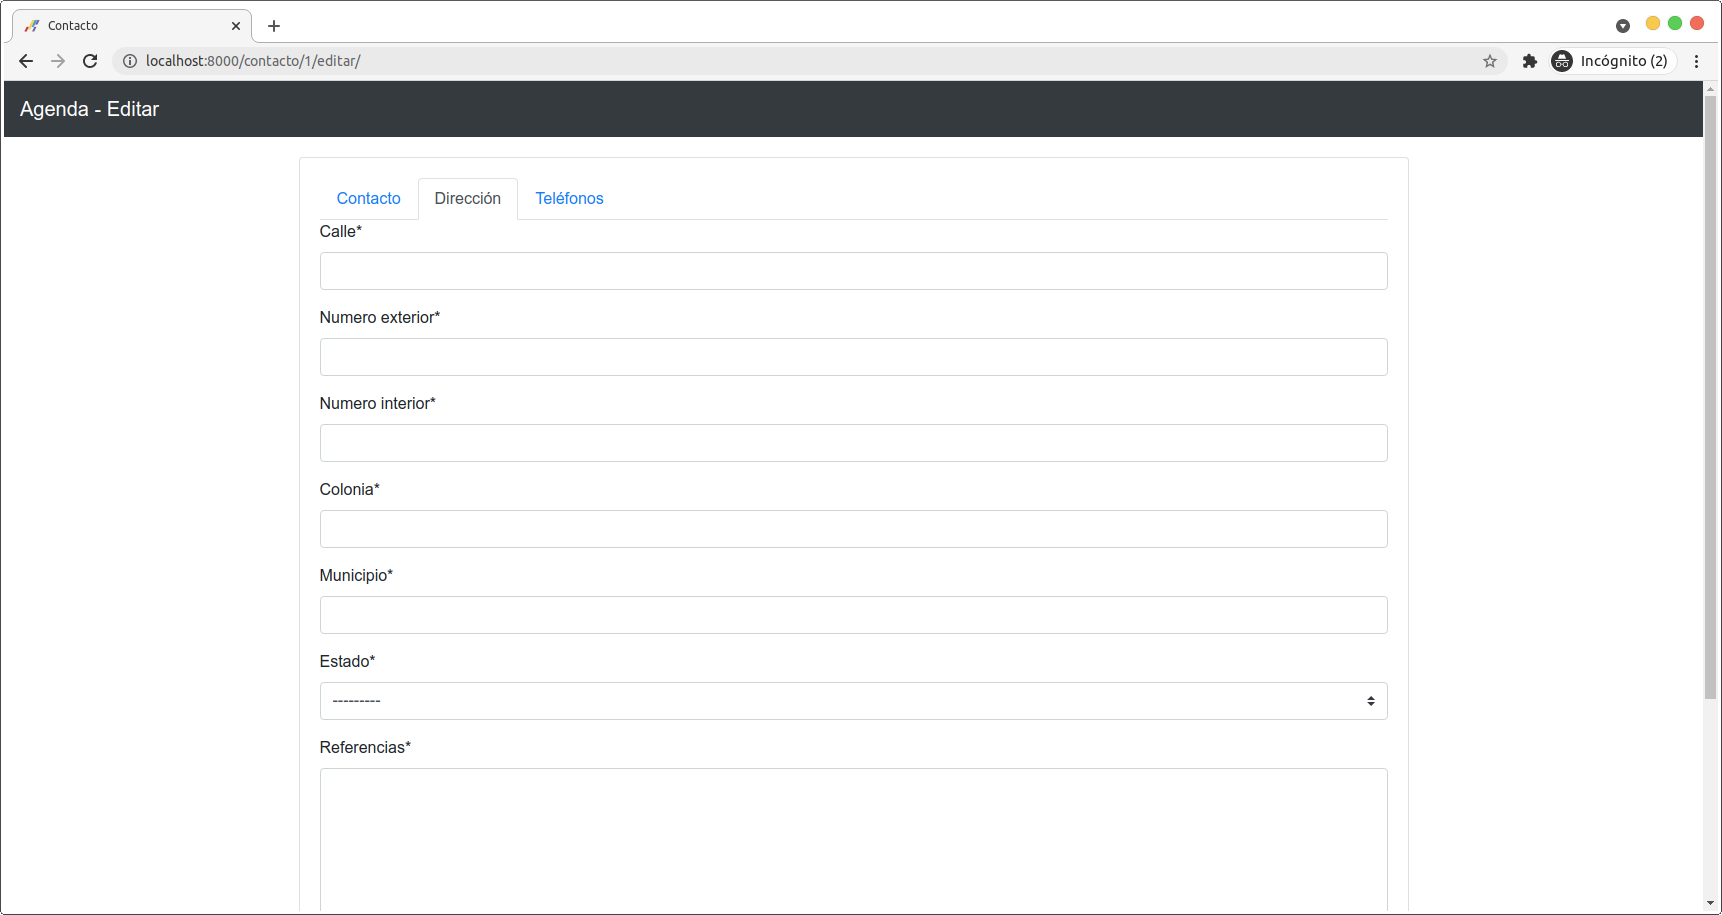 Contacto
localhost:8000/contacto/1/editar/
Incógnito (2)
Agenda - Editar
Contacto Dirección Teléfonos
Calle*
Numero exterior*
Numero interior*
Colonia*
Municipio*
Estado*
---------
Referencias*